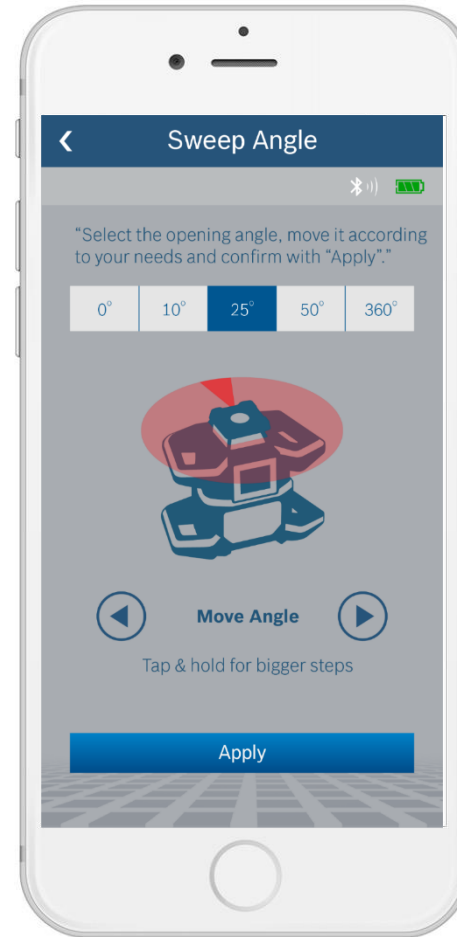 Sweep Angle
“Select the opening angle, move it according
to your needs and confirm with “Apply”.”
0° 10° 25° 50° 360°
Move Angle
Tap & hold for bigger steps
Apply